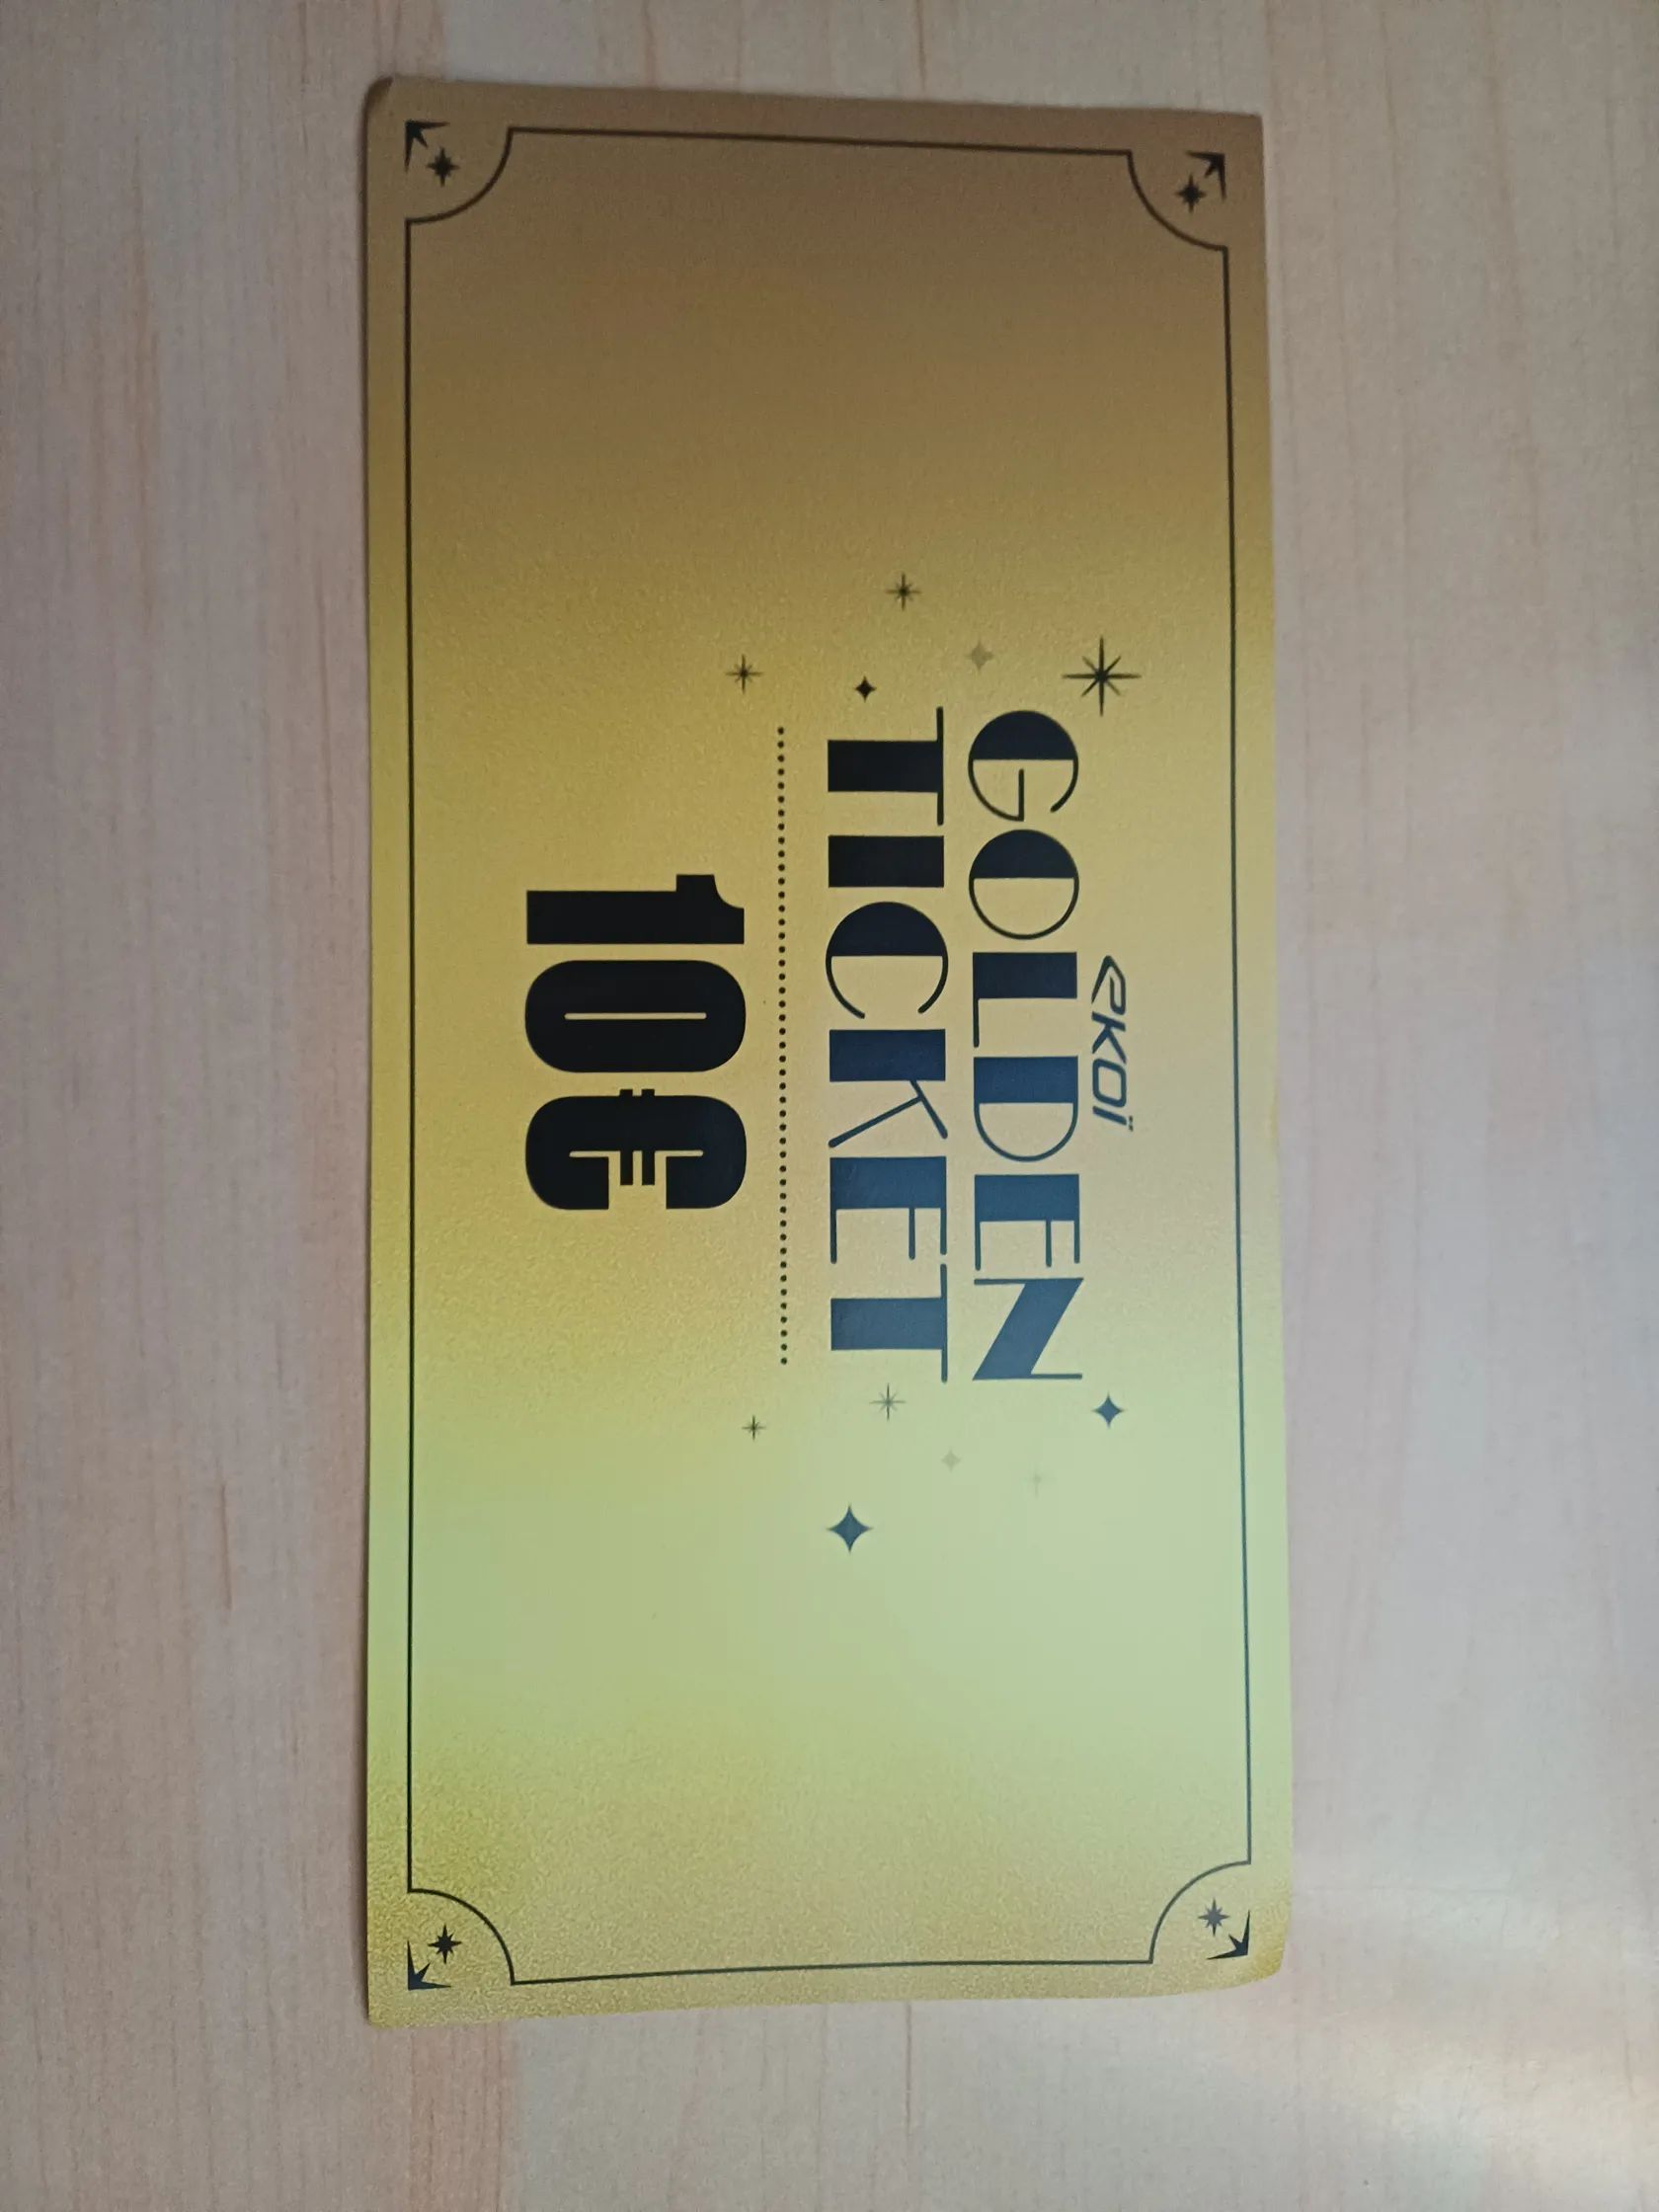 eKOÏ
GOLDEN
TICKET
10€